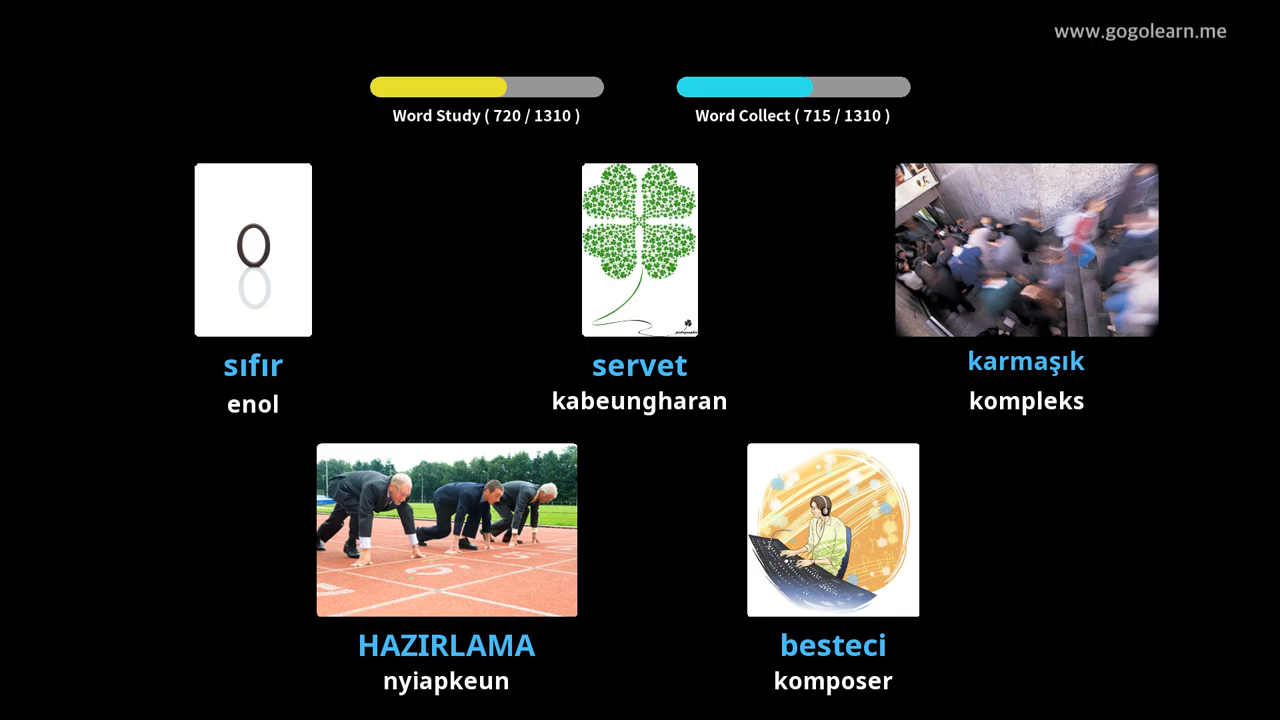 www.gogolearn.me
Word Study ( 720 / 1310 )
Word Collect ( 715 / 1310 )
sıfır
enol
servet
kabeungharan
karmaşık
kompleks
HAZIRLAMA
nyiapkeun
besteci
komposer